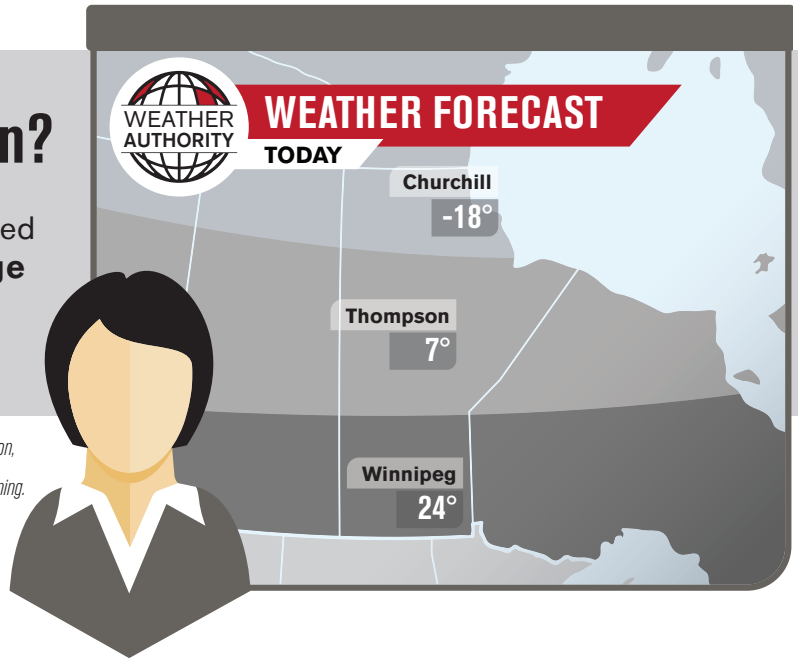 n?
ed
ge
on,
ning.
WEATHER
AUTHORITY
WEATHER FORECAST
TODAY
Churchill
-18°
Thompson
7°
Winnipeg
24°